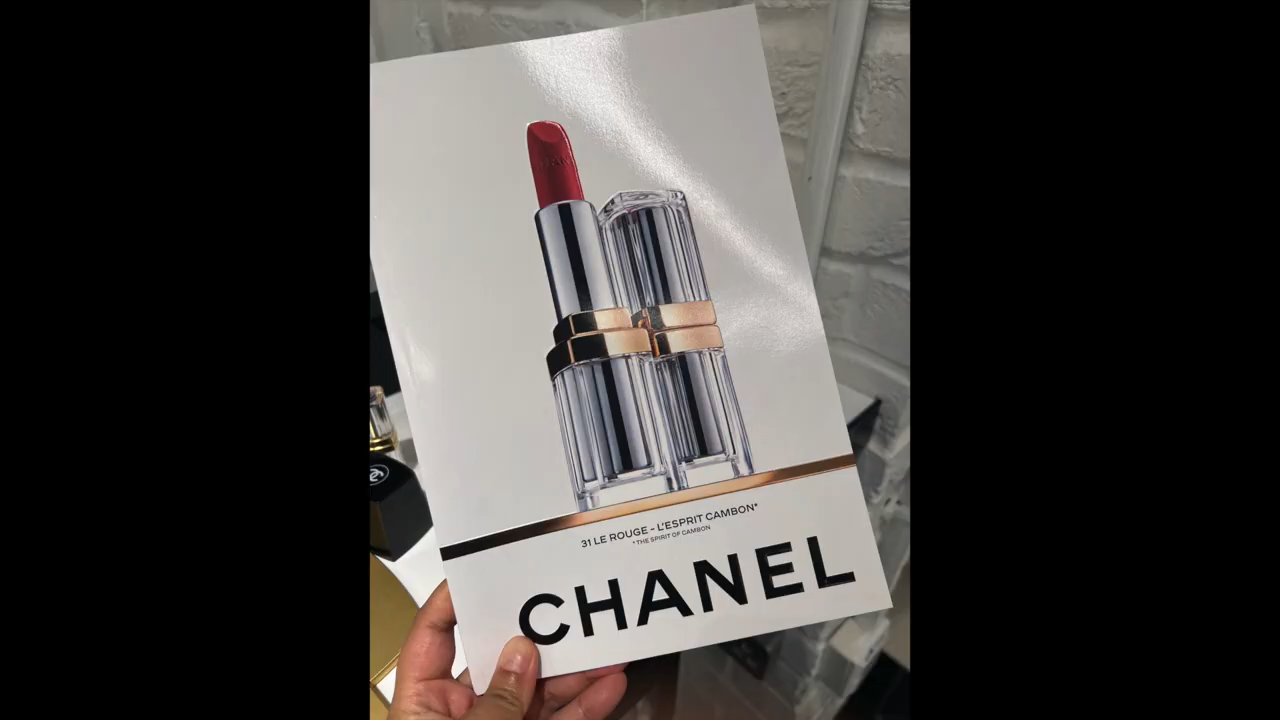 31 LE ROUGE – L'ESPRIT CAMBON*
* THE SPIRIT OF CAMBON
CHANEL